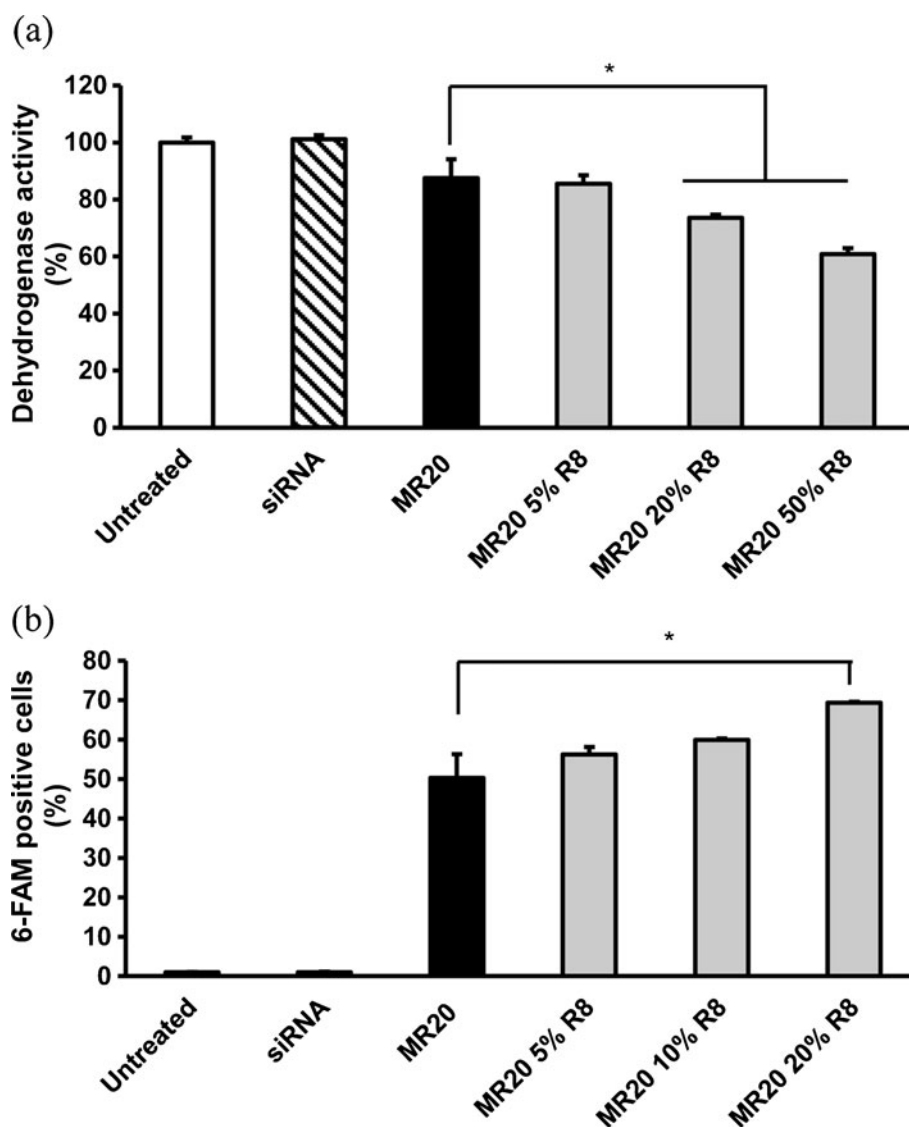 (a)
*
120
100
80
60
40
20
0
Dehydrogenase activity
(%)
Untreated
siRNA
MR20
MR20 5% R8
MR20 20% R8
MR20 50% R8
(b)
*
80
70
60
50
40
30
20
10
0
6-FAM positive cells
(%)
Untreated
siRNA
MR20
MR20 5% R8
MR20 10% R8
MR20 20% R8